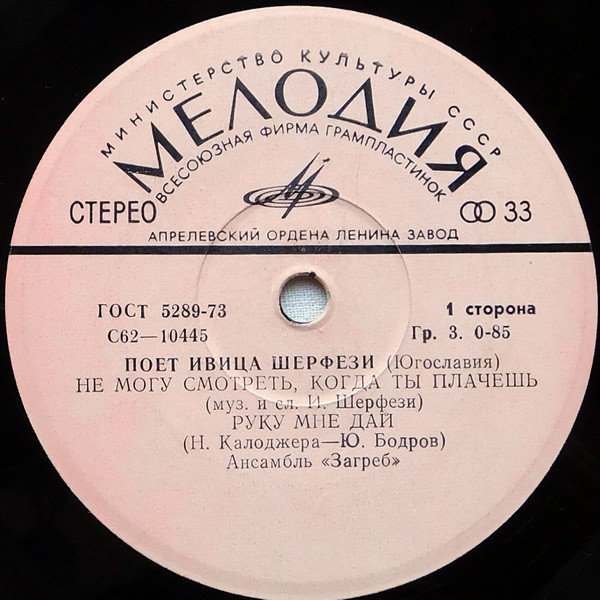 МИНИСТЕРСТВО КУЛЬТУРЫ СССР
МЕЛОДИЯ
ВСЕСОЮЗНАЯ ФИРМА ГРАМПЛАСТИНОК
СТЕРЕО 33
АПРЕЛЕВСКИЙ ОРДЕНА ЛЕНИНА ЗАВОД
ГОСТ 5289-73 1 сторона
С62—10445 Гр. 3. 0-85
ПОЕТ ИВИЦА ШЕРФЕЗИ (Югославия)
НЕ МОГУ СМОТРЕТЬ, КОГДА ТЫ ПЛАЧЕШЬ
(муз. и сл. И. Шерфези)
РУКУ МНЕ ДАЙ
(Н. Калоджера—Ю. Бодров)
Ансамбль «Загреб»